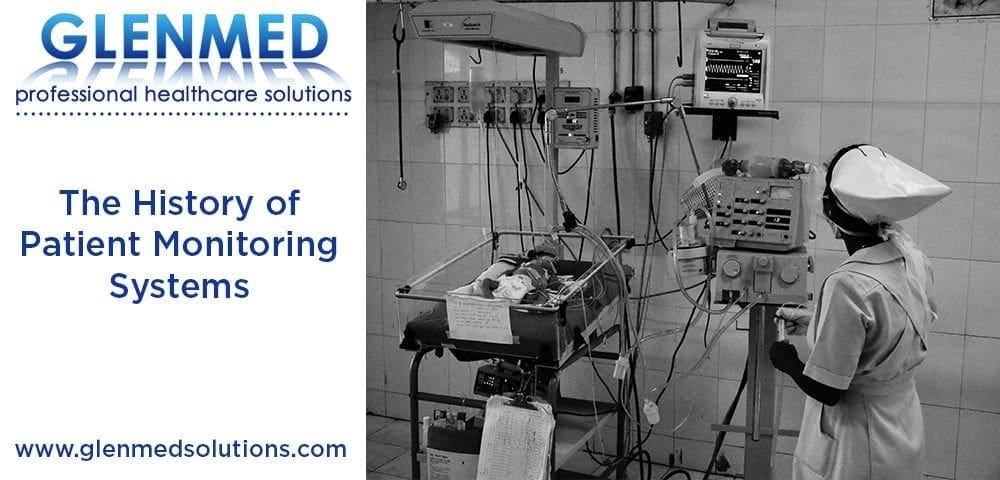 GLENMED
professional healthcare solutions
The History of
Patient Monitoring
Systems
www.glenmedsolutions.com